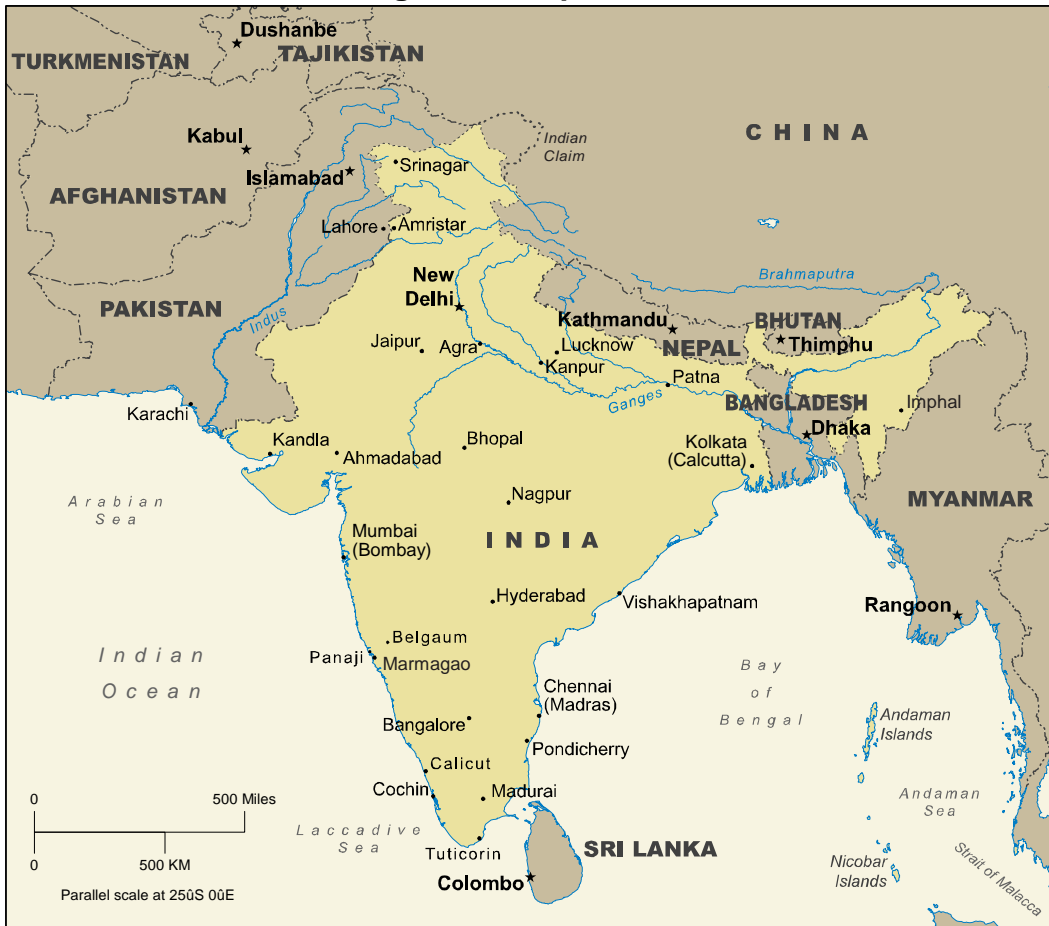 Dushanbe
TAJIKISTAN
TURKMENISTAN
CHINA
Kabul
Indian
Claim
Srinagar
Islamabad
AFGHANISTAN
Lahore
Amristar
New
Delhi
Brahmaputra
PAKISTAN
Indus
BHUTAN
Kathmandu
Thimphu
NEPAL
Jaipur
Agra
Lucknow
Kanpur
Patna
Ganges
BANGLADESH
Imphal
Karachi
Dhaka
Kandla
Bhopal
Kolkata
(Calcutta)
Ahmadabad
Arabian
Sea
Nagpur
MYANMAR
Mumbai
(Bombay)
INDIA
Hyderabad
Vishakhapatnam
Rangoon
Belgaum
Panaji
Marmagao
Indian
Ocean
Bay
of
Bengal
Chennai
(Madras)
Bangalore
Andaman
Islands
Pondicherry
Calicut
Cochin
Madurai
Andaman
Sea
0
500 Miles
Laccadive
Sea
0
500 KM
Tuticorin
SRI LANKA
Colombo
Nicobar
Islands
Strait of Malacca
Parallel scale at 25ûS 0ûE